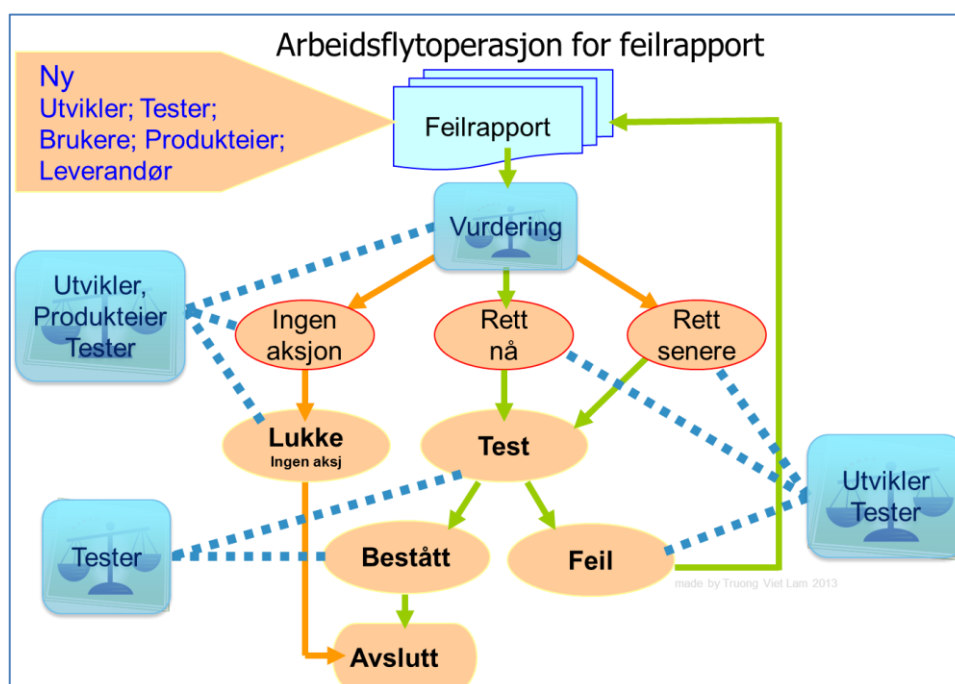 Arbeidsflytoperasjon for feilrapport
Ny
Utvikler; Tester;
Brukere; Produkteier;
Leverandør
Feilrapport
Vurdering
Utvikler,
Produkteier
Tester
Ingen
aksjon
Rett
nå
Rett
senere
Lukke
Ingen aksj
Test
Utvikler
Tester
Tester
Bestått
Feil
made by Truong Viet Lam 2013
Avslutt